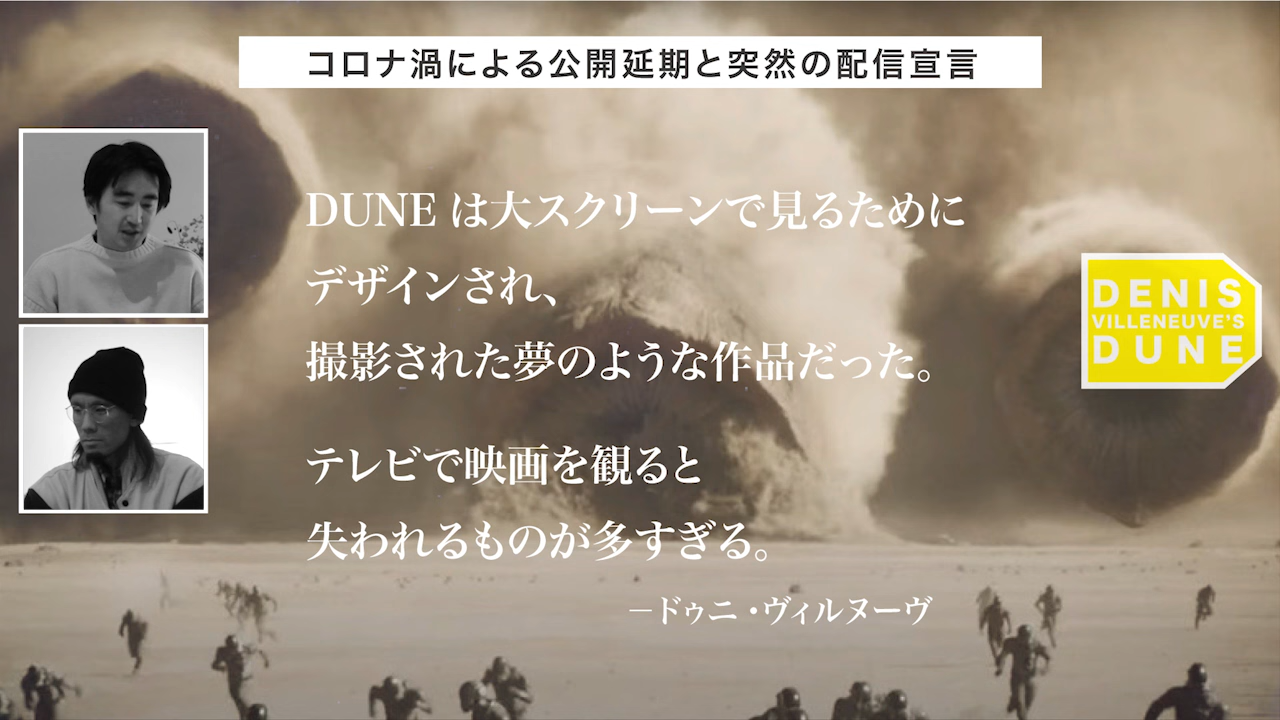 コロナ渦による公開延期と突然の配信宣言
DUNE は大スクリーンで見るために
デザインされ、
撮影された夢のような作品だった。
テレビで映画を観ると
失われるものが多すぎる。
―ドゥニ・ヴィルヌーヴ
DENIS
VILLENEUVE'S
DUNE